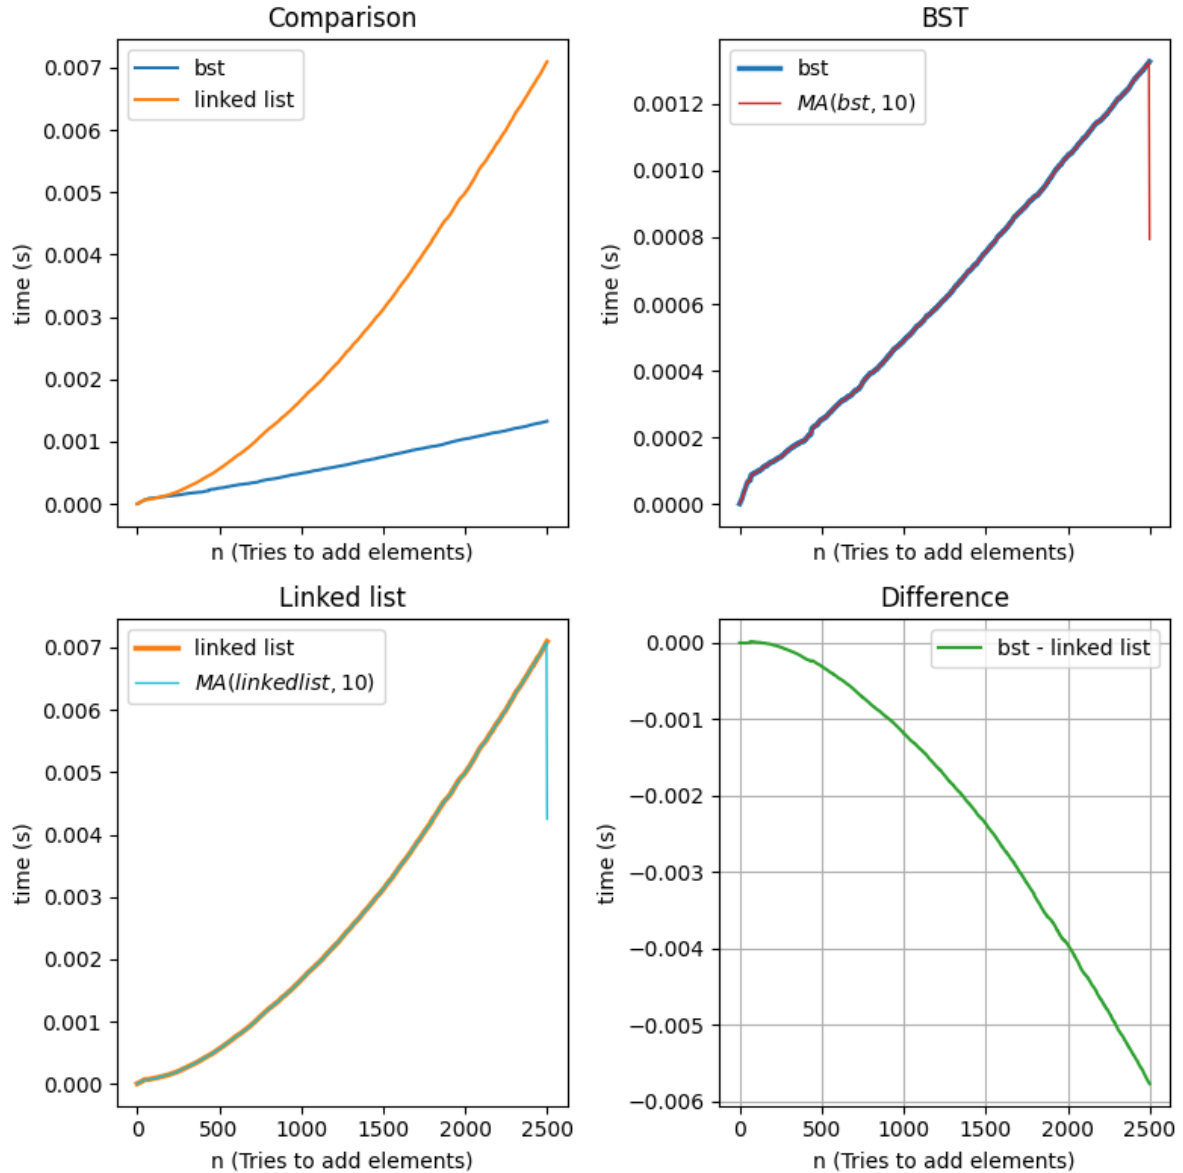 Comparison
bst
linked list
0.007
0.006
0.005
0.004
0.003
0.002
0.001
0.000
time (s)
n (Tries to add elements)
BST
bst
MA(bst, 10)
0.0012
0.0010
0.0008
0.0006
0.0004
0.0002
0.0000
time (s)
n (Tries to add elements)
Linked list
linked list
MA(linkedlist, 10)
0.007
0.006
0.005
0.004
0.003
0.002
0.001
0.000
time (s)
0 500 1000 1500 2000 2500
n (Tries to add elements)
Difference
bst - linked list
0.000
−0.001
−0.002
−0.003
−0.004
−0.005
−0.006
time (s)
0 500 1000 1500 2000 2500
n (Tries to add elements)